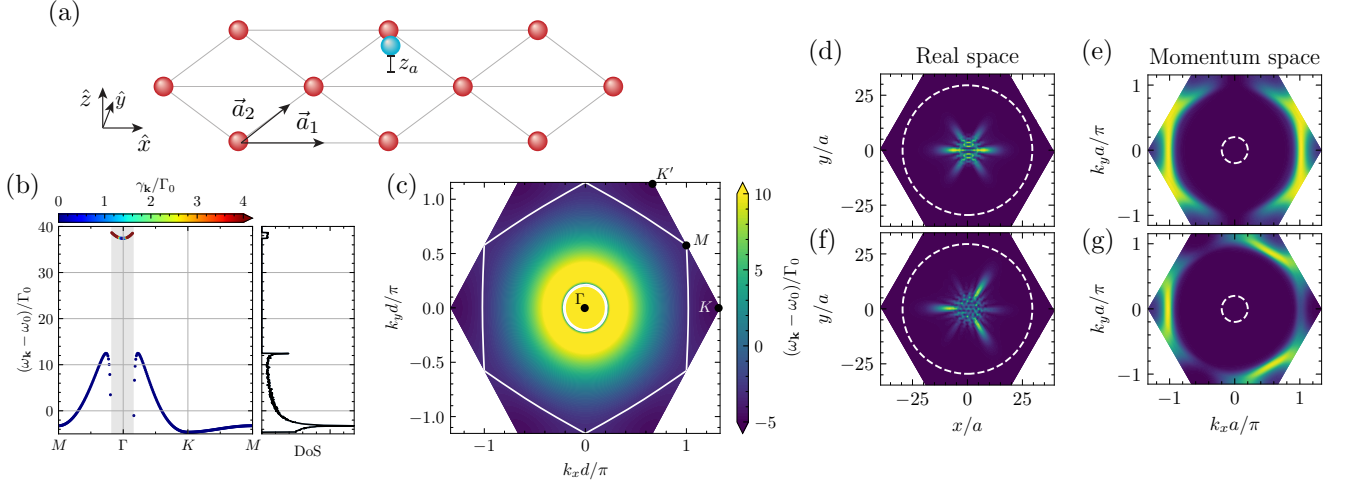 (a)
z_a
ẑ
ŷ
x̂
\vec{a}_2
\vec{a}_1
(b)
γ_k/Γ_0
0 1 2 3 4
40
30
20
10
0
(ω_k − ω_0)/Γ_0
M Γ K M
DoS
(c)
K′
M
Γ
K
1.0
0.5
0.0
−0.5
−1.0
k_y d/π
−1 0 1
k_x d/π
10
5
0
−5
(ω_k − ω_0)/Γ_0
Real space
Momentum space
(d)
25
0
−25
y/a
(e)
1
0
−1
k_y a/π
(f)
25
0
−25
y/a
−25 0 25
x/a
(g)
1
0
−1
k_y a/π
−1 0 1
k_x a/π